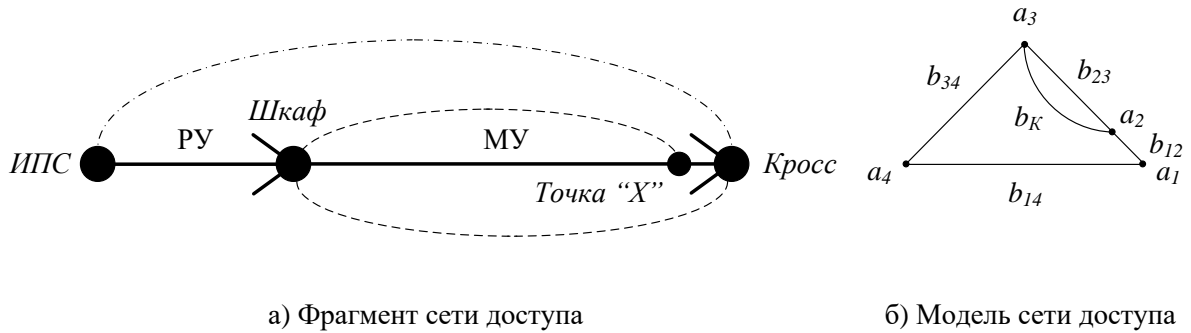 Шкаф
РУ
МУ
ИПС
Кросс
Точка “X”
а) Фрагмент сети доступа
a3
b34
b23
bK
a2
b12
a4
a1
b14
б) Модель сети доступа